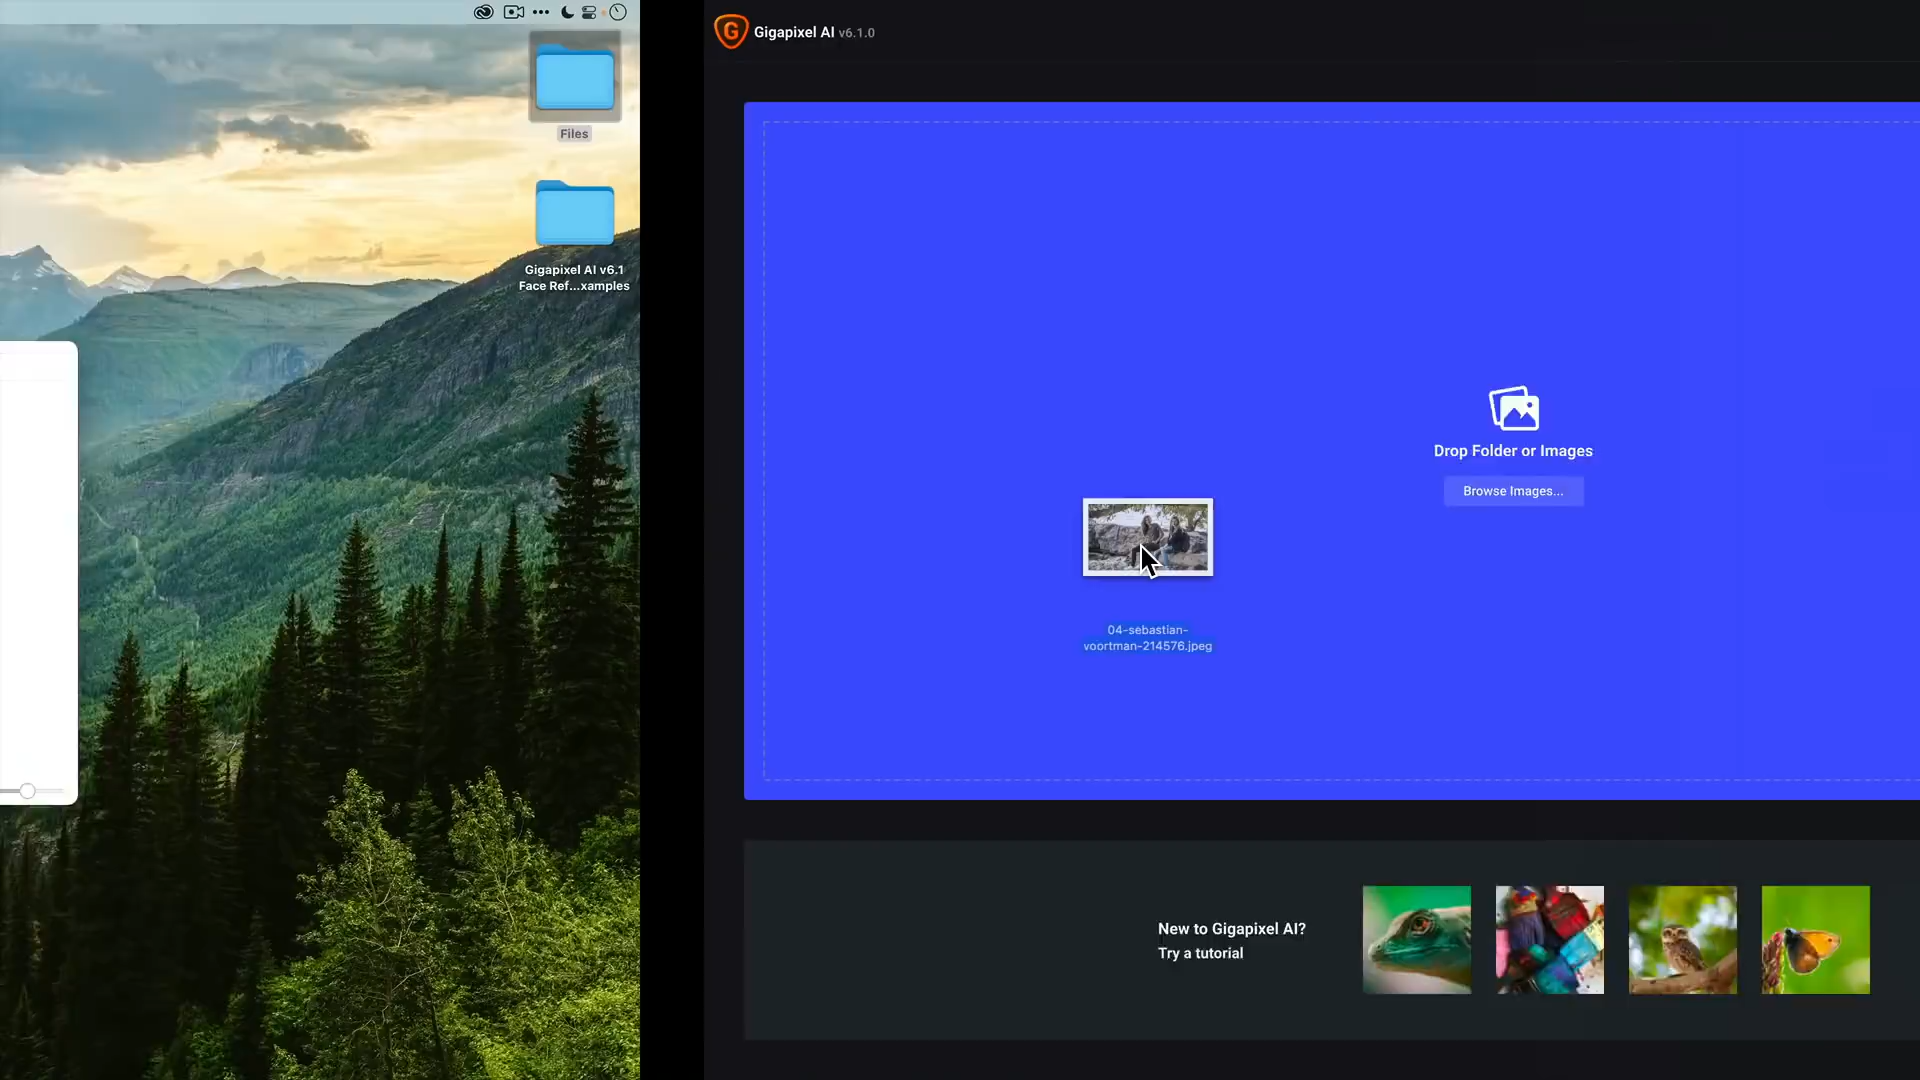 Files
Gigapixel AI v6.1
Face Ref...xamples
Gigapixel AI v6.1.0
Drop Folder or Images
Browse Images...
04-sebastian-
voortman-214576.jpeg
New to Gigapixel AI?
Try a tutorial